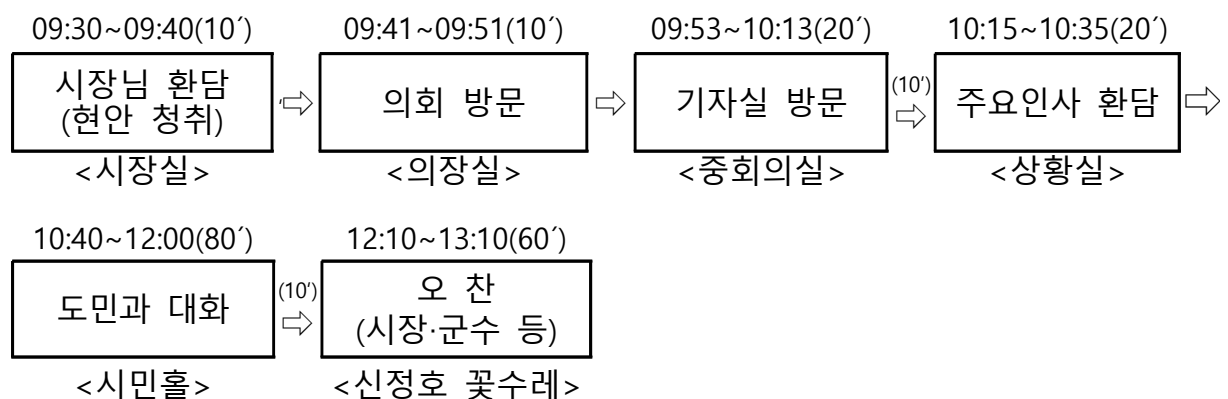 09:30~09:40(10´) 09:41~09:51(10´) 09:53~10:13(20´) 10:15~10:35(20´)
시장님 환담
(현안 청취)
⇨
의회 방문
⇨
기자실 방문
(10')
⇨
주요인사 환담
⇨
<시장실> <의장실> <중회의실> <상황실>
10:40~12:00(80´) 12:10~13:10(60´)
도민과 대화
(10')
⇨
오 찬
(시장·군수 등)
<시민홀> <신정호 꽃수레>